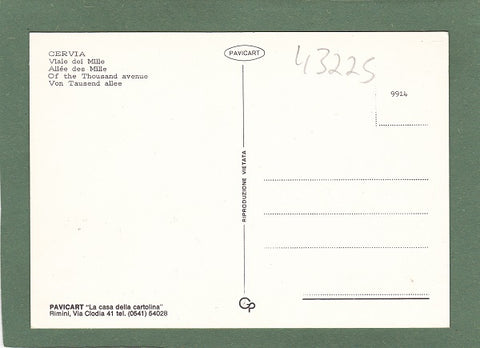 CERVIA
Viale dei Mille
Allée des Mille
Of the Thousand avenue
Von Tausend allee
PAVICART
43225
9914
RIPRODUZIONE VIETATA
PAVICART "La casa della cartolina"
Rimini, Via Clodia 41 tel. (0541) 54028